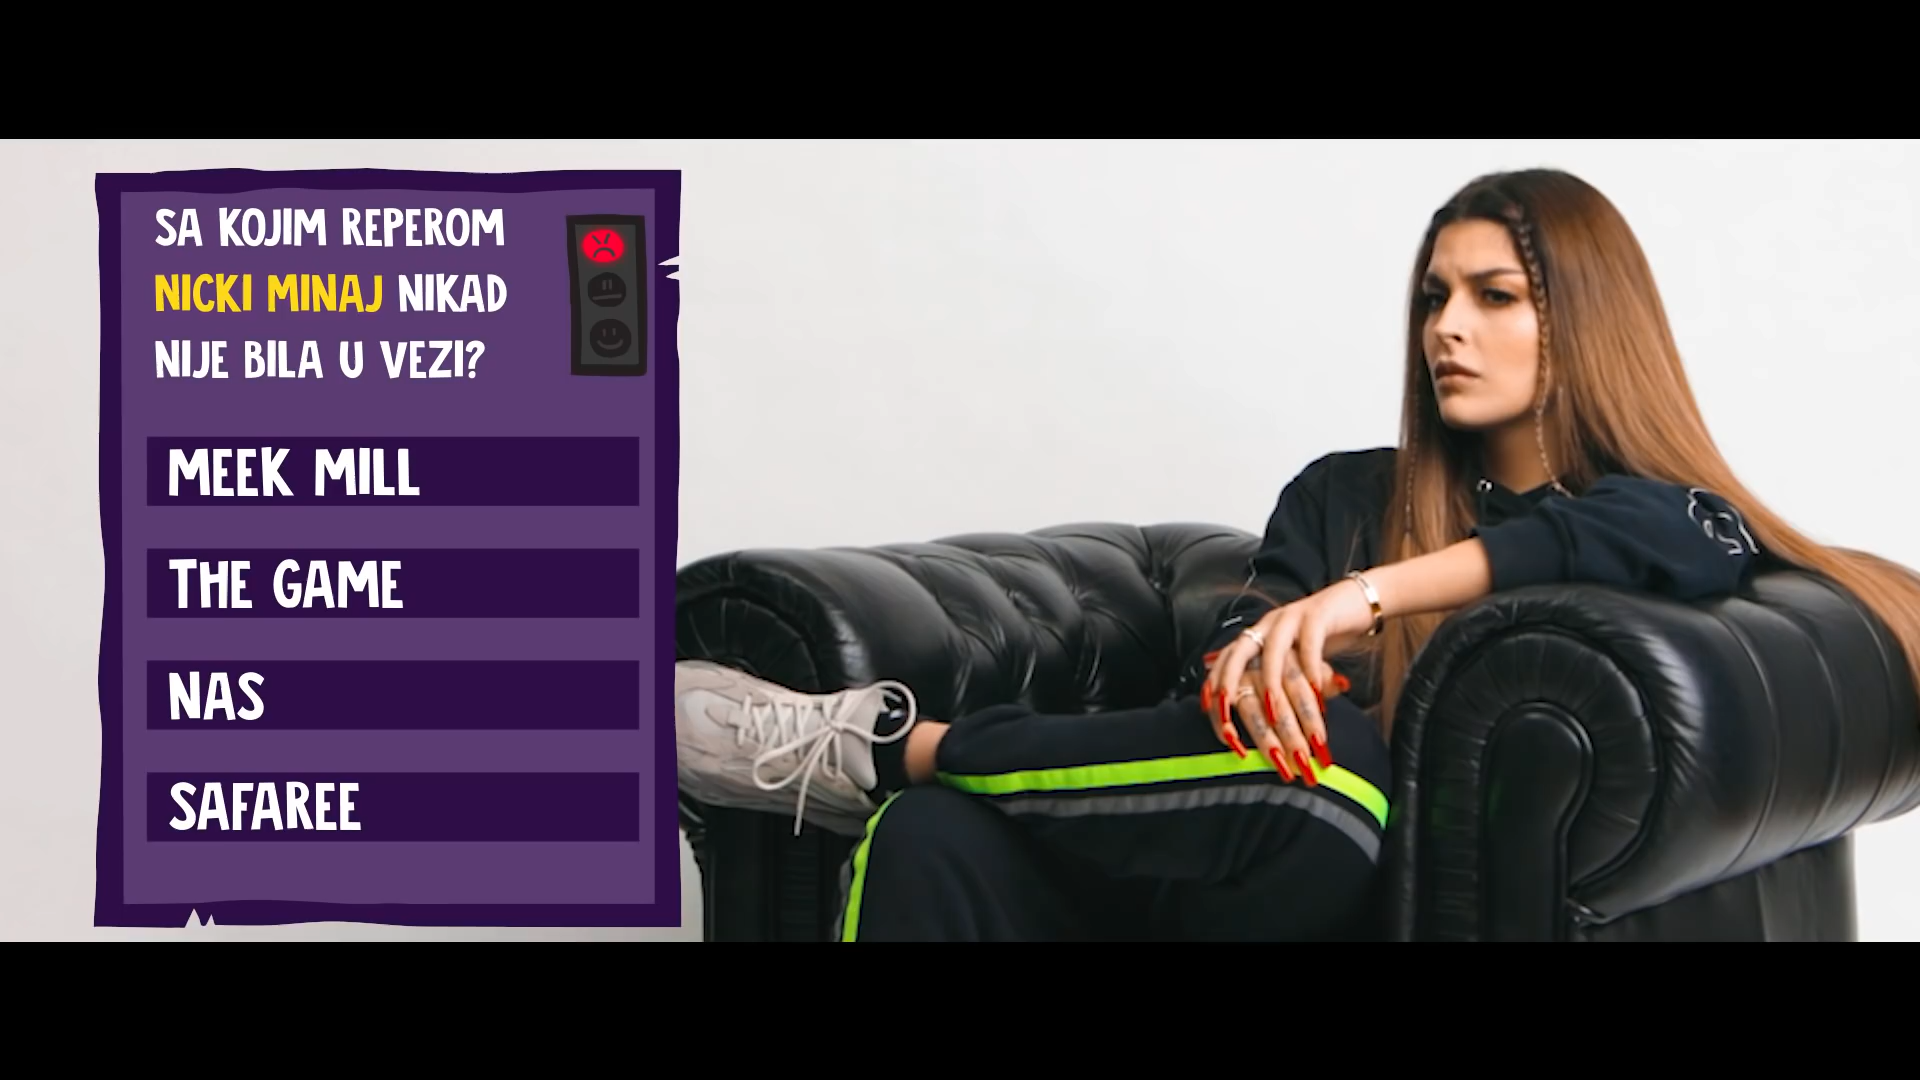 SA KOJIM REPEROM
NICKI MINAJ NIKAD
NIJE BILA U VEZI?
MEEK MILL
THE GAME
NAS
SAFAREE